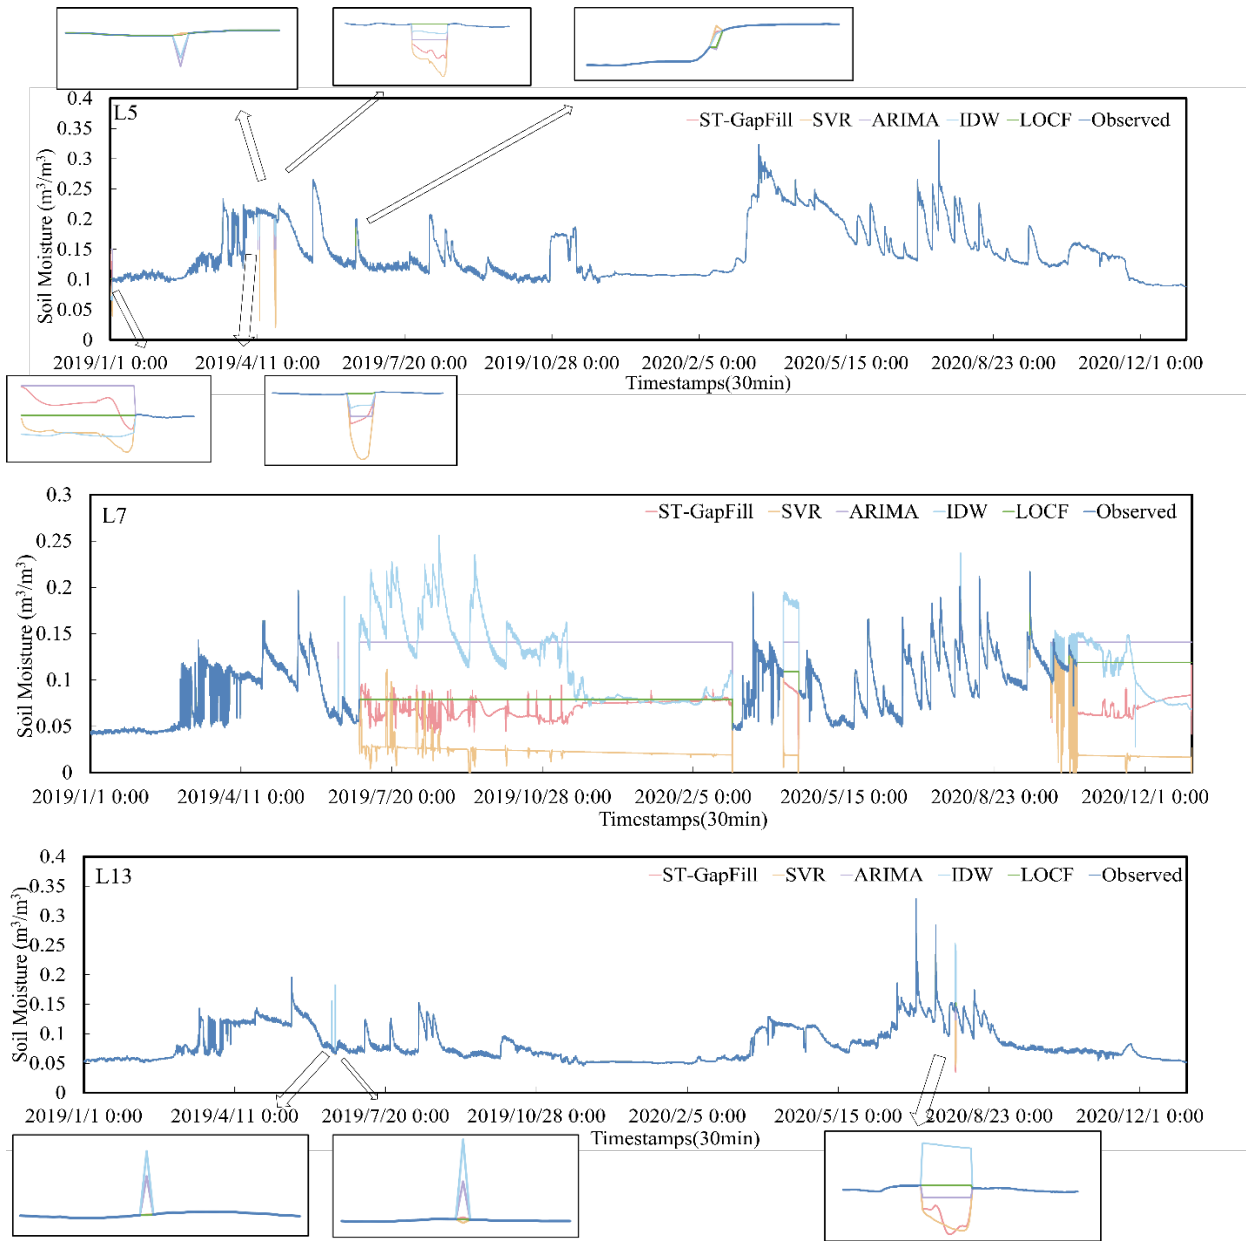 0.4
L5
ST-GapFill SVR ARIMA IDW LOCF Observed
0.35
0.3
0.25
0.2
0.15
0.1
0.05
0
Soil Moisture (m³/m³)
2019/1/1 0:00 2019/4/11 0:00 2019/7/20 0:00 2019/10/28 0:00 2020/2/5 0:00 2020/5/15 0:00 2020/8/23 0:00 2020/12/1 0:00
Timestamps(30min)
0.3
L7
ST-GapFill SVR ARIMA IDW LOCF Observed
0.25
0.2
0.15
0.1
0.05
0
Soil Moisture (m³/m³)
2019/1/1 0:00 2019/4/11 0:00 2019/7/20 0:00 2019/10/28 0:00 2020/2/5 0:00 2020/5/15 0:00 2020/8/23 0:00 2020/12/1 0:00
Timestamps(30min)
0.4
L13
ST-GapFill SVR ARIMA IDW LOCF Observed
0.35
0.3
0.25
0.2
0.15
0.1
0.05
0
Soil Moisture (m³/m³)
2019/1/1 0:00 2019/4/11 0:00 2019/7/20 0:00 2019/10/28 0:00 2020/2/5 0:00 2020/5/15 0:00 2020/8/23 0:00 2020/12/1 0:00
Timestamps(30min)